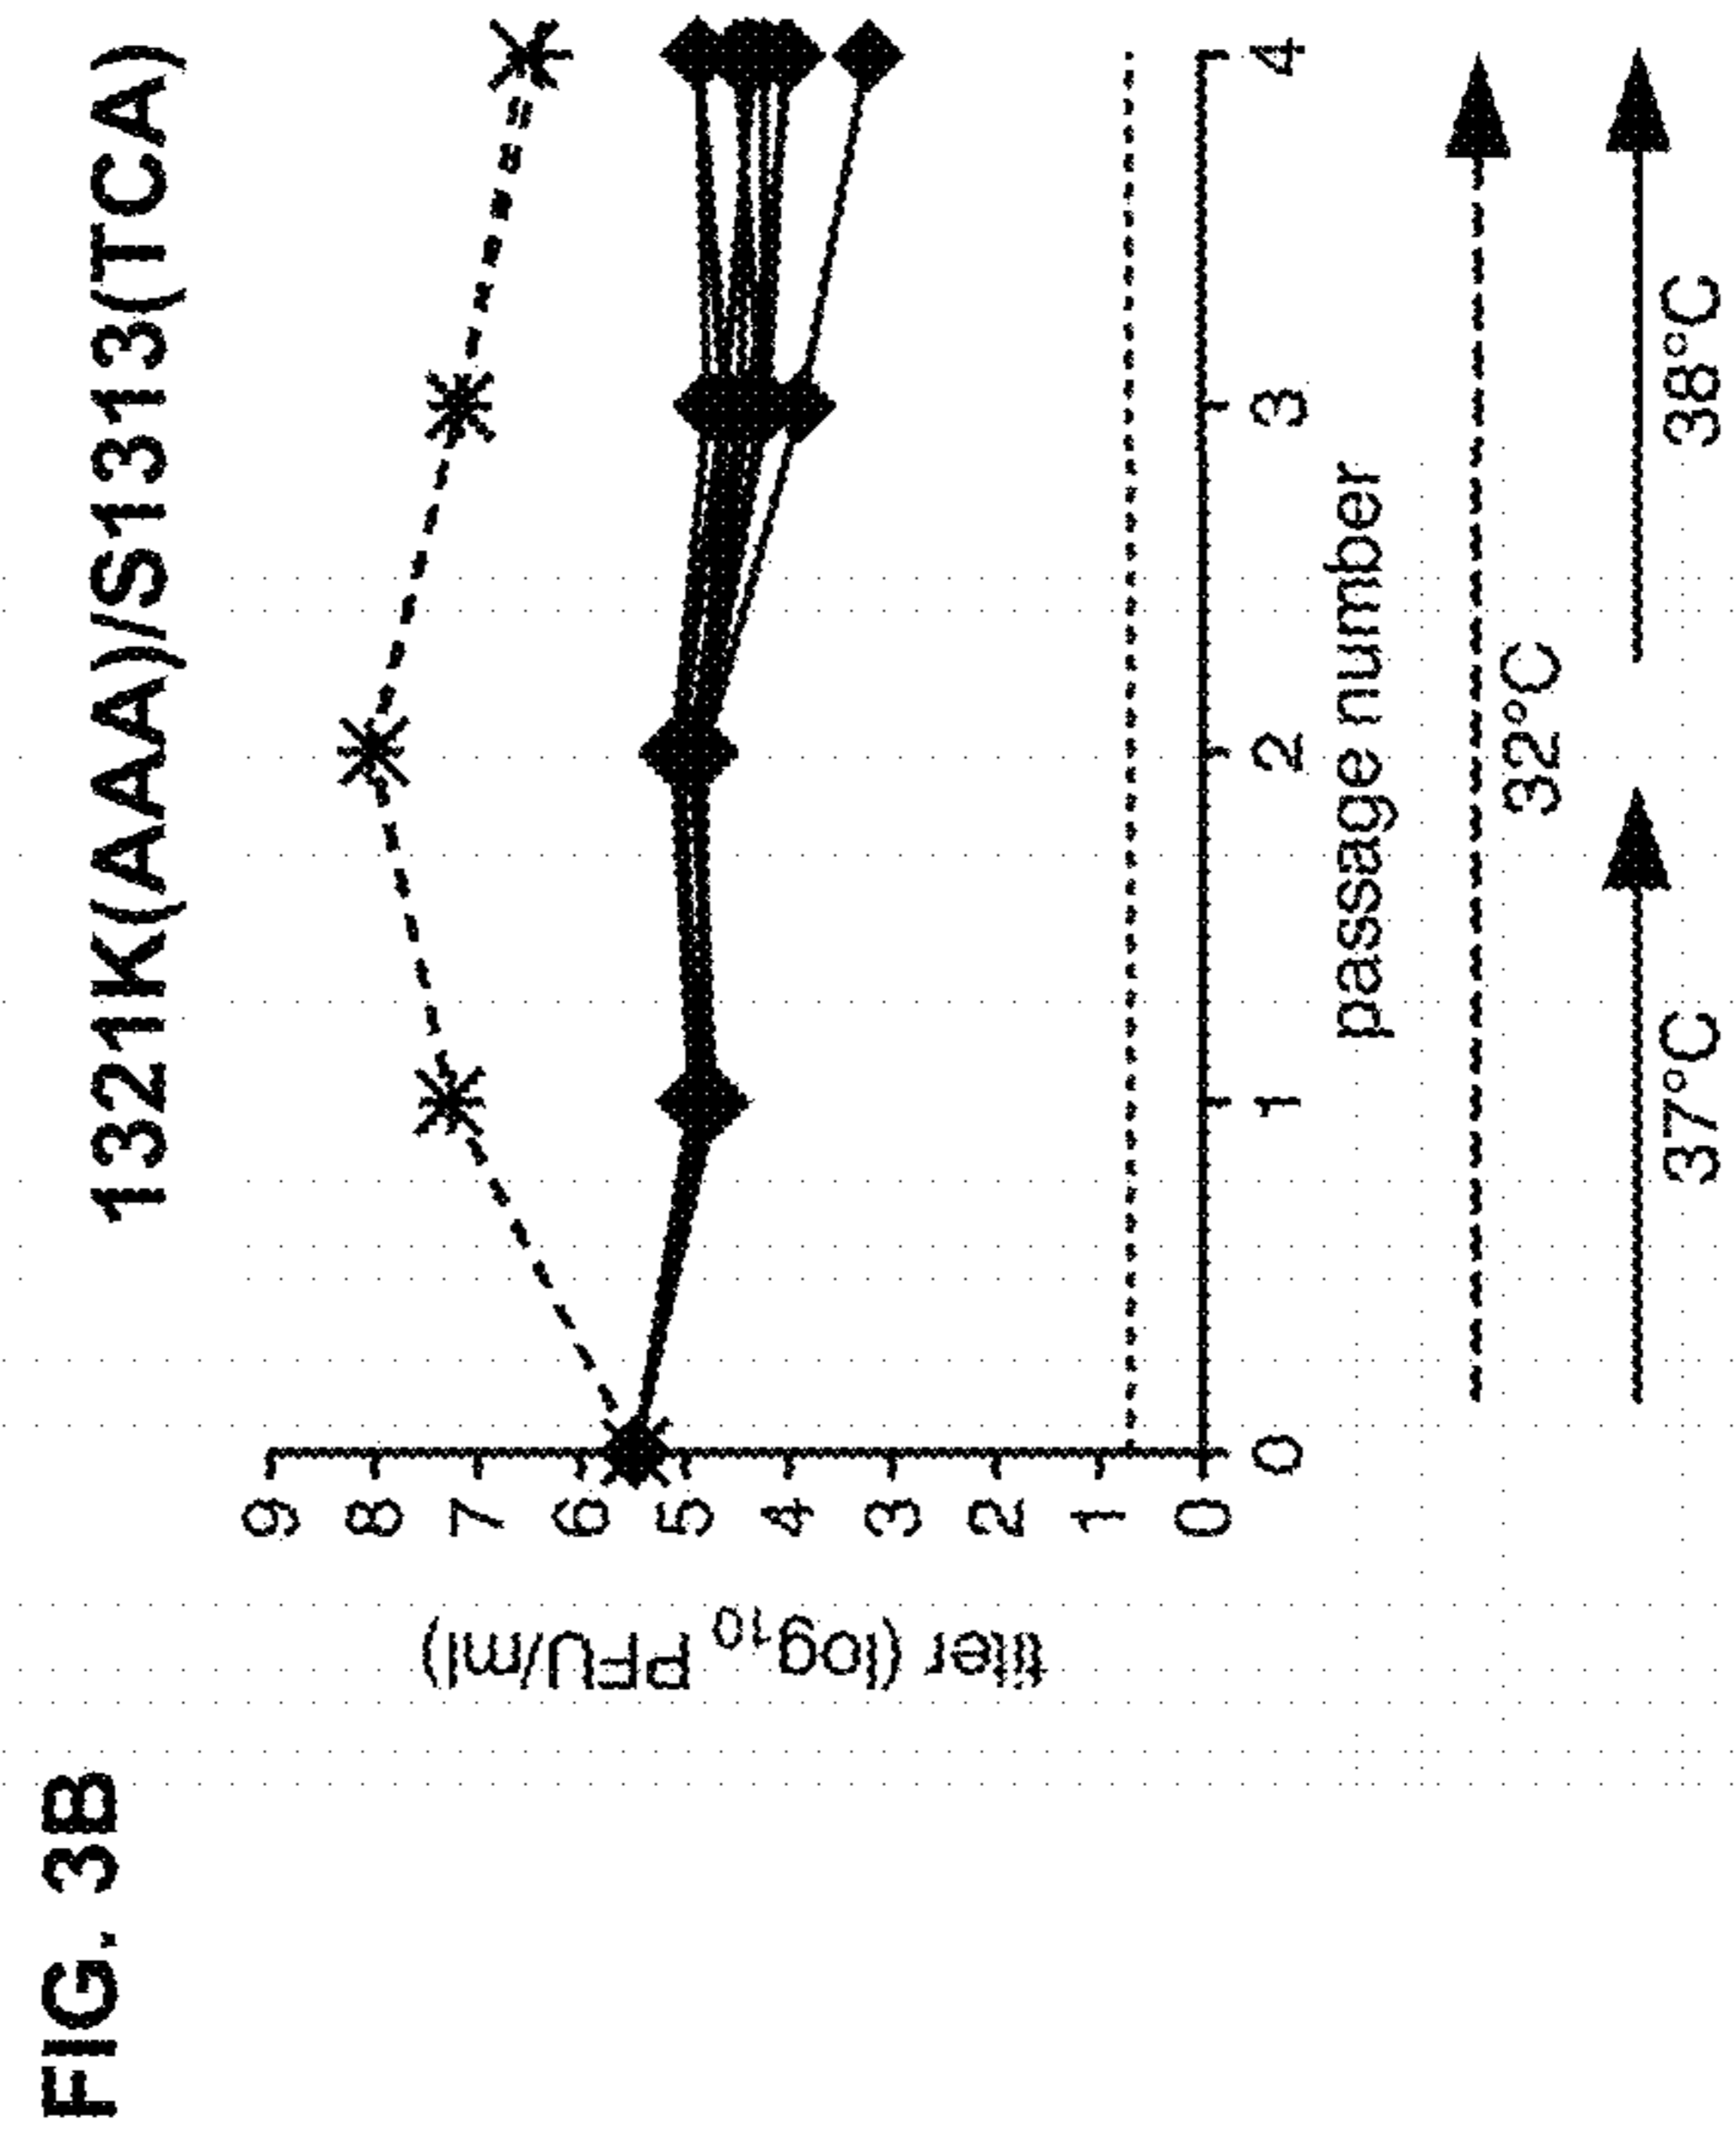 FIG. 3B
1321K(AAA)/S1313(TCA)
titer (log10 PFU/ml)
9
8
7
6
5
4
3
2
1
0
0 1 2 3 4
passage number
32°C
37°C 38°C